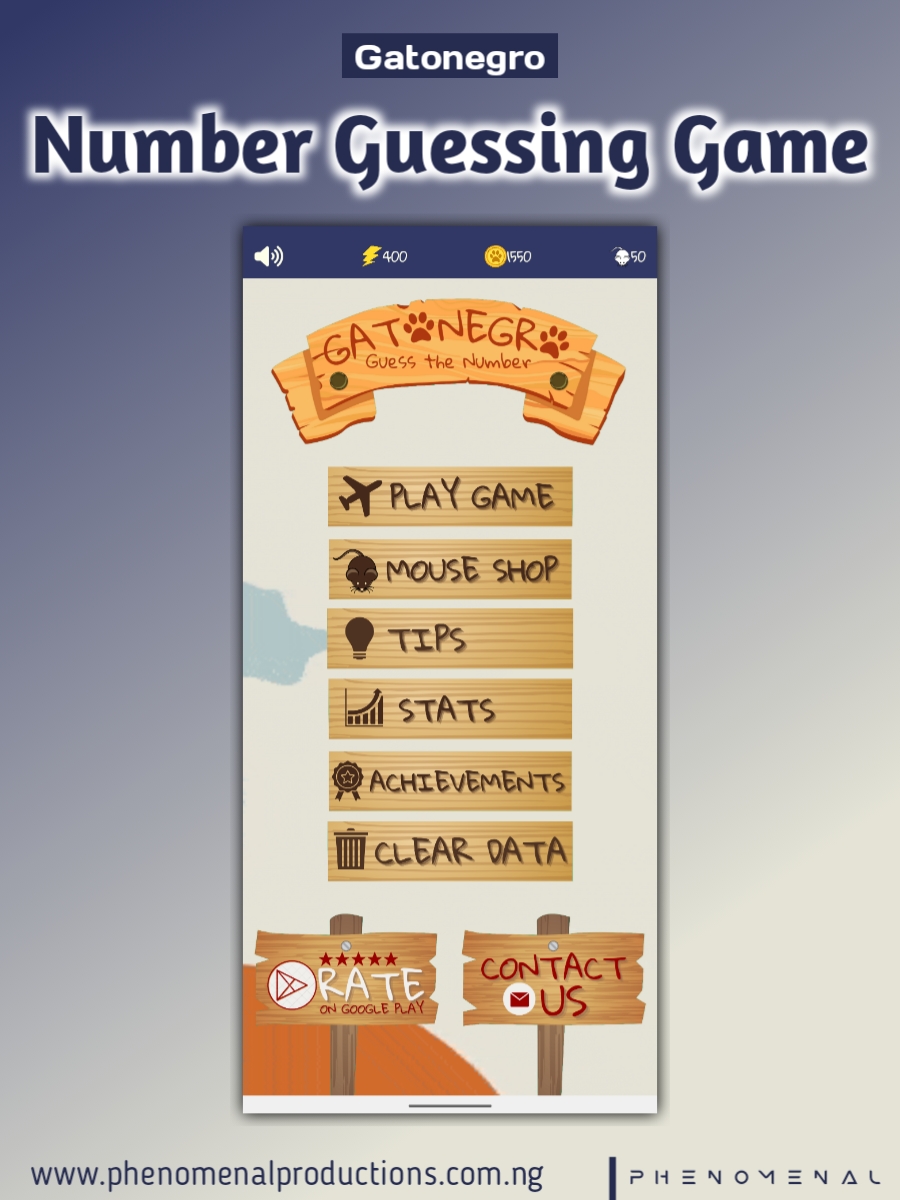 Gatonegro
Number Guessing Game
400 1550 50
GATONEGRO
Guess the Number
PLAY GAME
MOUSE SHOP
TIPS
STATS
ACHIEVEMENTS
CLEAR DATA
RATE
ON GOOGLE PLAY
CONTACT
US
www.phenomenalproductions.com.ng
PHENOMENAL